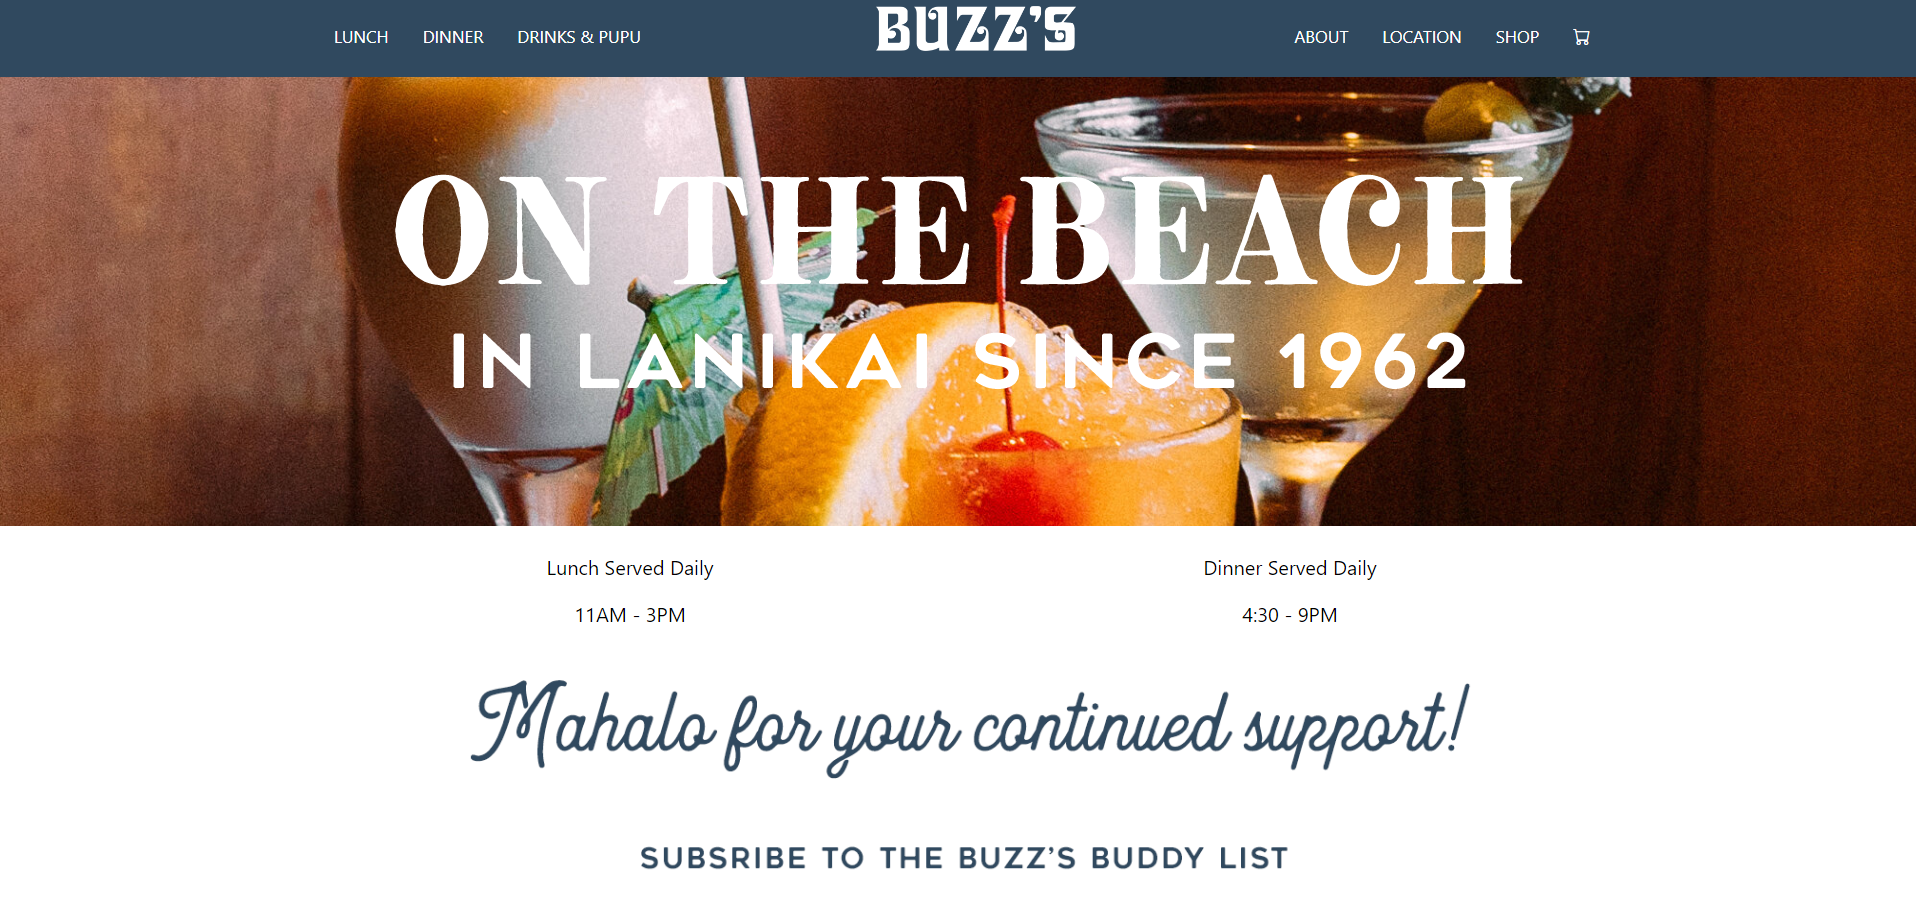 LUNCH DINNER DRINKS & PUPU BUZZ'S ABOUT LOCATION SHOP
ON THE BEACH
IN LANIKAI SINCE 1962
Lunch Served Daily
11AM - 3PM
Dinner Served Daily
4:30 - 9PM
Mahalo for your continued support!
SUBSRIBE TO THE BUZZ'S BUDDY LIST